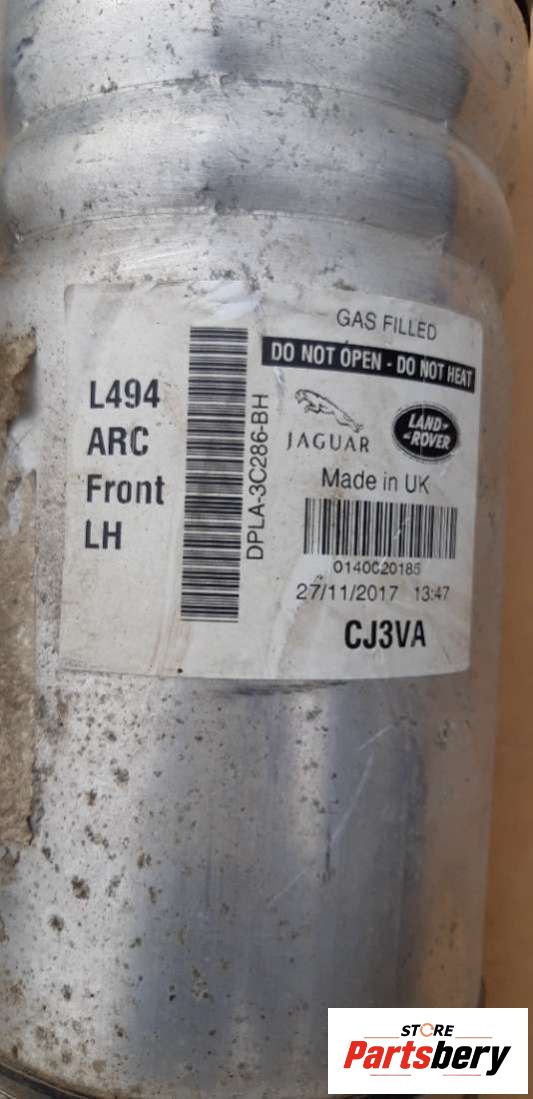 L494
ARC
Front
LH
DPLA-3C286-BH
GAS FILLED
DO NOT OPEN - DO NOT HEAT
JAGUAR
LAND-
-ROVER
Made in UK
0140C20185
27/11/2017 13:47
CJ3VA
STORE
Partsbery